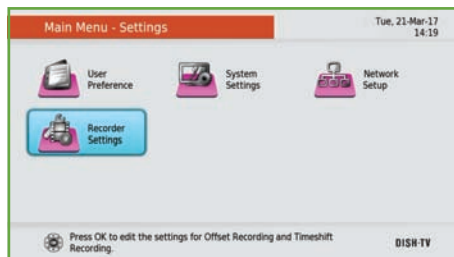 Main Menu - Settings
Tue, 21-Mar-17
14:19
User
Preference
System
Settings
Network
Setup
Recorder
Settings
Press OK to edit the settings for Offset Recording and Timeshift
Recording.
DISH-TV